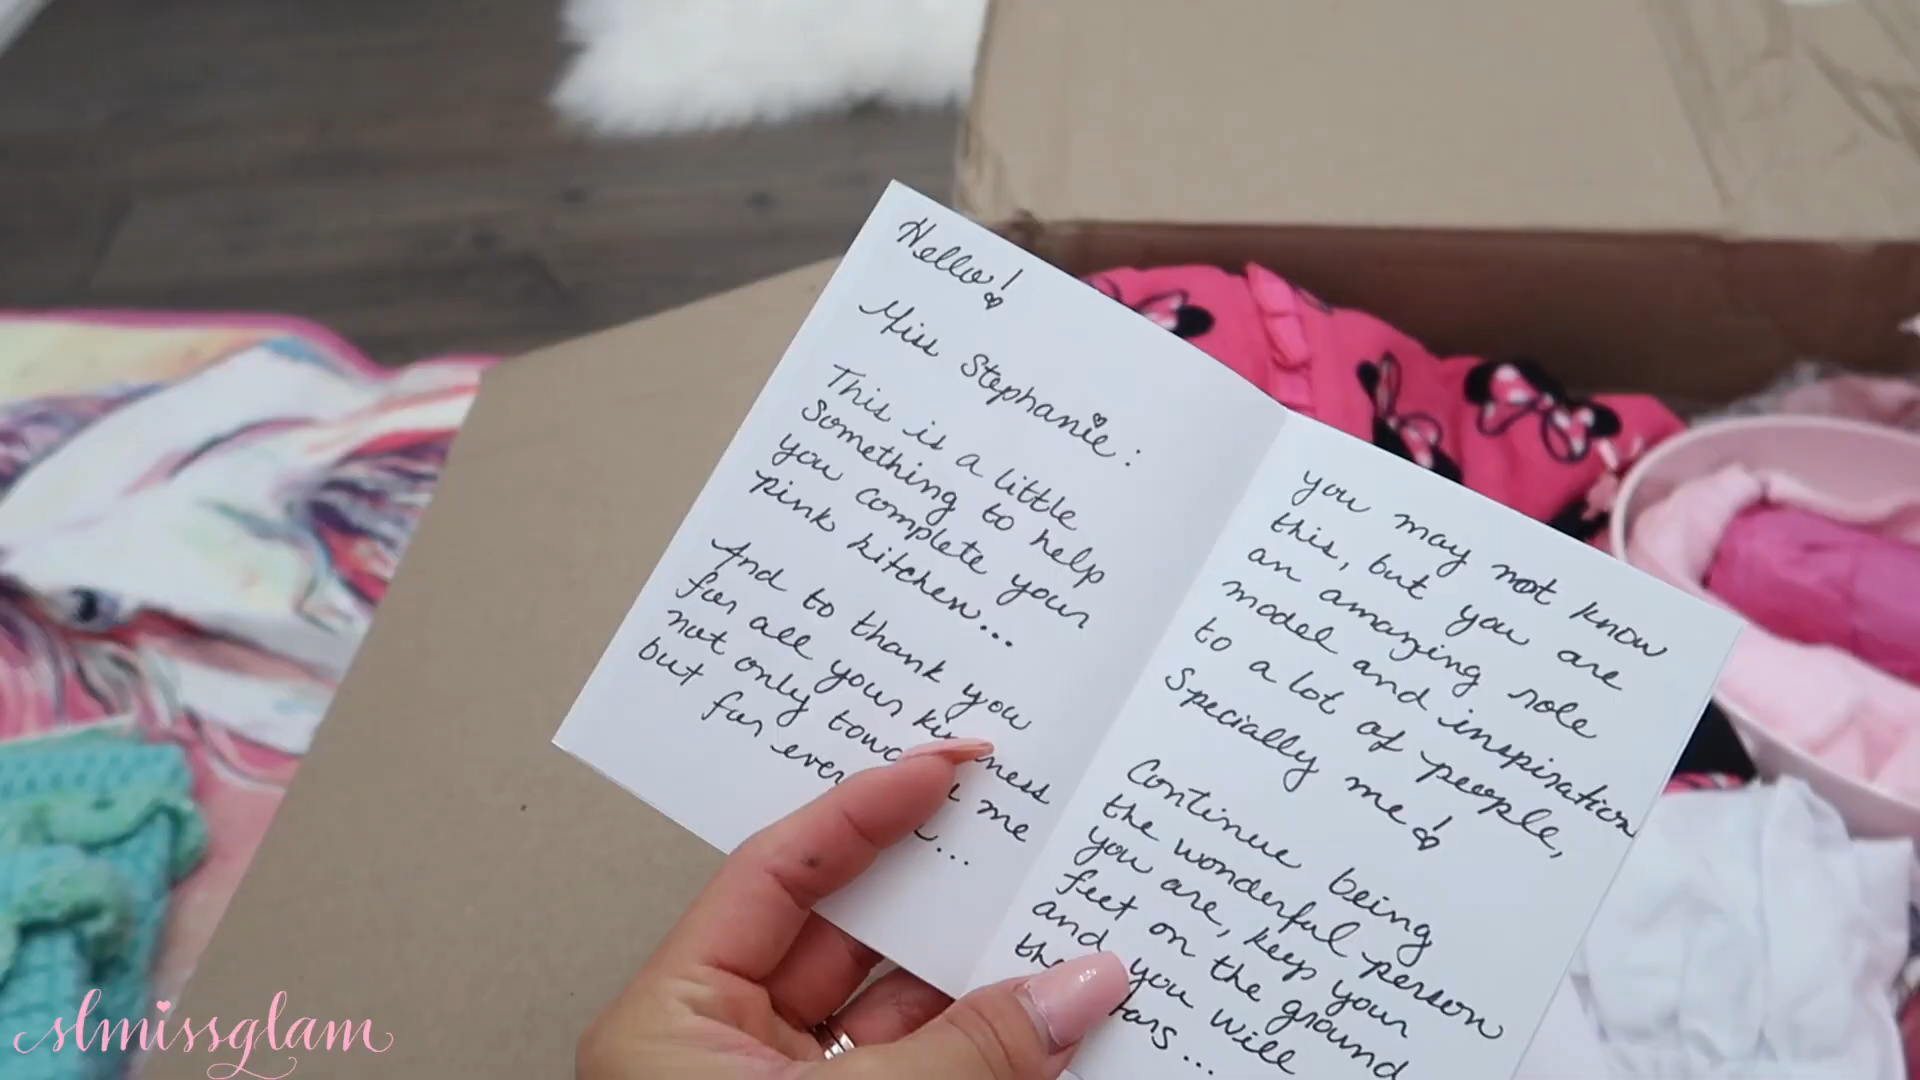 Hello!
Miss Stephanie:
This is a little
something to help
you complete your
pink kitchen...
And to thank you
for all your kindness
not only me
but for
you may not know
this, but you are
an amazing role
model and inspiration
to a lot of people,
Specially me!
Continue being
the wonderful person
you are, keep your
feet on the ground
and you will
slmissglam